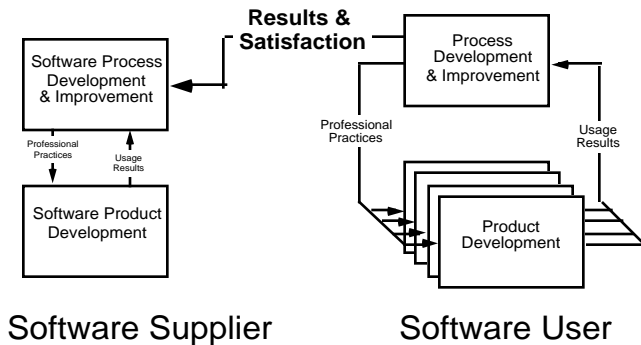 Results &
Satisfaction
Software Process
Development
& Improvement
Process
Development
& Improvement
Professional
Practices
Usage
Results
Professional
Practices
Usage
Results
Software Product
Development
Product
Development
Software Supplier
Software User